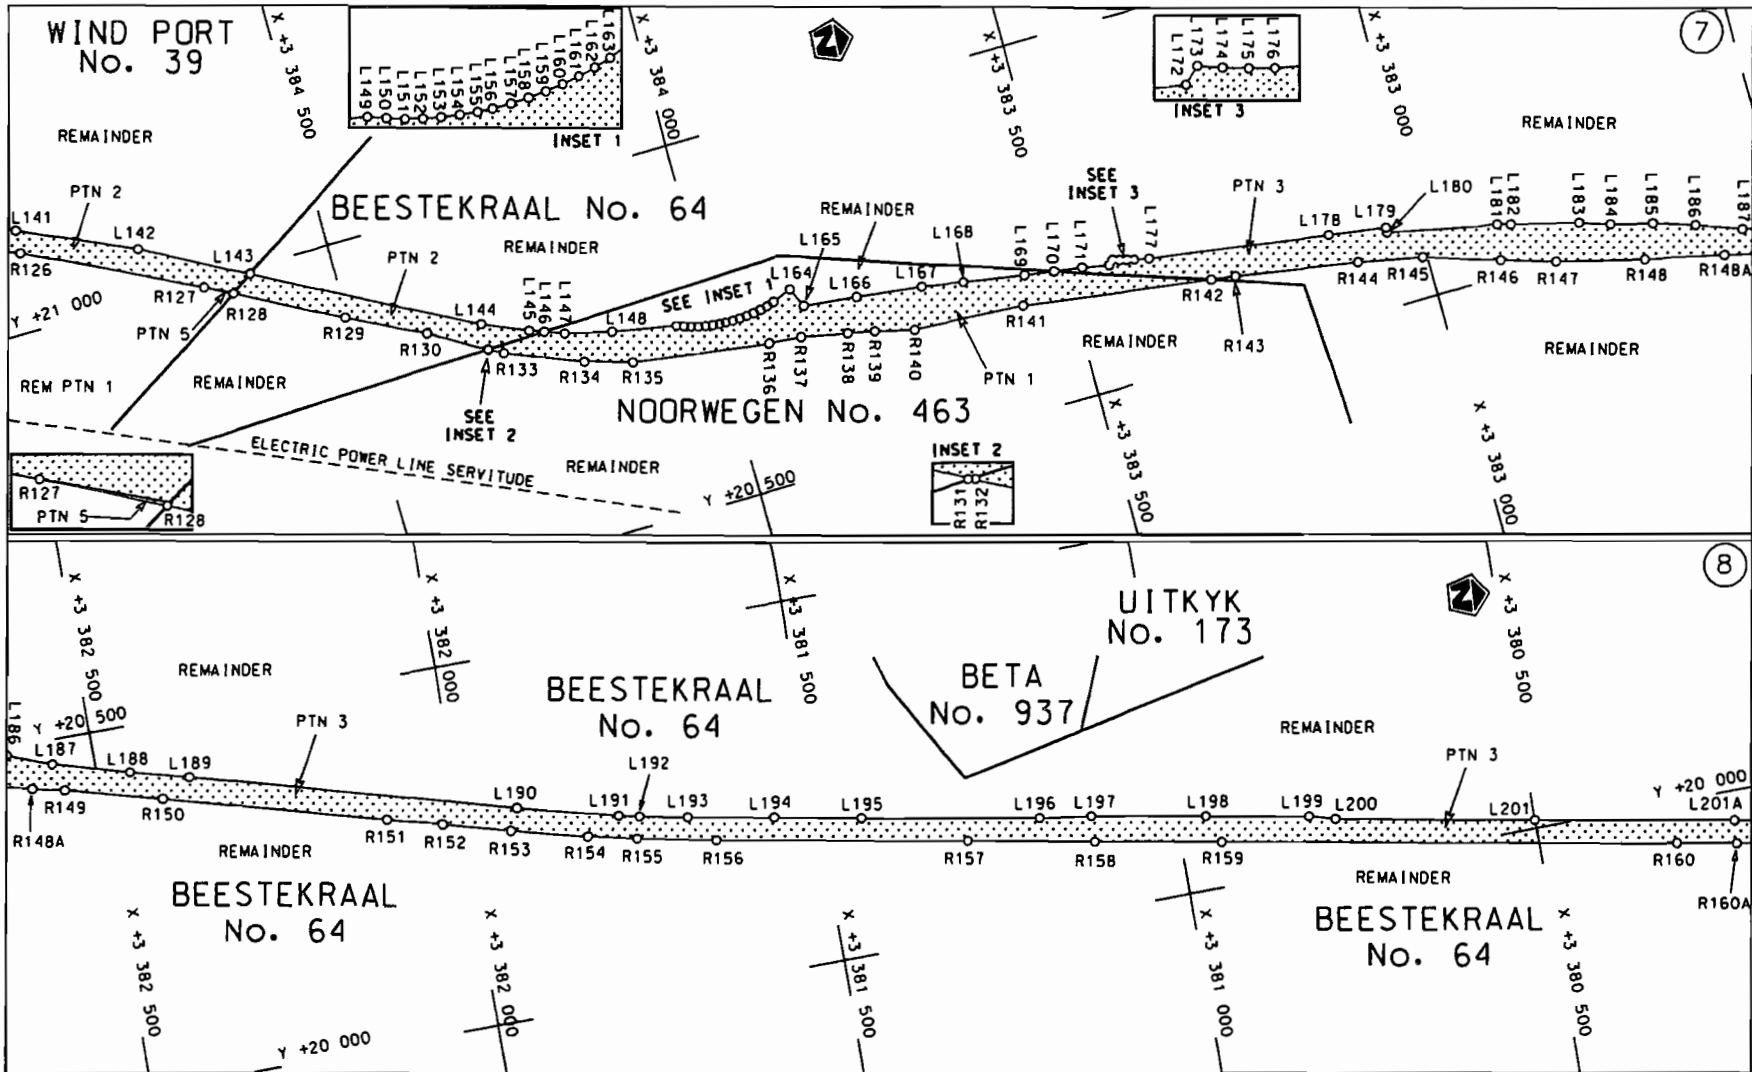 WIND PORT
No. 39
REMAINDER
PTN 2
L141
L142
L143
R126
R127
R128
PTN 5
Y +21 000
REM PTN 1
REMAINDER
X +3 384 500
L149
L150
L151
L152
L153
L154
L155
L156
L157
L158
L159
L160
L161
L162
L163
INSET 1
X +3 384 000
BEESTEKRAAL No. 64
REMAINDER
PTN 2
R129
R130
L144
L145
L146
L147
L148
SEE INSET 1
L164
L165
REMAINDER
L166
L167
L168
L169
L170
L171
SEE
INSET 3
L177
X +3 383 500
L172
L173
L174
L175
L176
INSET 3
X +3 383 000
7
REMAINDER
PTN 3
L178
L179
L180
L181
L182
L183
L184
L185
L186
L187
R133
R134
R135
R136
R137
R138
R139
R140
R141
R142
R143
R144
R145
R146
R147
R148
R148A
PTN 1
REMAINDER
REMAINDER
SEE
INSET 2
NOORWEGEN No. 463
ELECTRIC POWER LINE SERVITUDE
REMAINDER
Y +20 500
INSET 2
R131
R132
X +3 383 500
X +3 383 000
R127
PTN 5
R128
8
X +3 382 500
X +3 382 000
X +3 381 500
X +3 380 500
REMAINDER
BEESTEKRAAL
No. 64
UITKYK
No. 173
BETA
No. 937
REMAINDER
Y +20 500
PTN 3
L186
L187
L188
L189
L190
L191
L192
L193
L194
L195
L196
L197
L198
L199
L200
L201
L201A
PTN 3
Y +20 000
R148A
R149
R150
R151
R152
R153
R154
R155
R156
R157
R158
R159
R160
R160A
REMAINDER
BEESTEKRAAL
No. 64
REMAINDER
BEESTEKRAAL
No. 64
X +3 382 500
X +3 382 000
X +3 381 500
X +3 381 000
X +3 380 500
Y +20 000